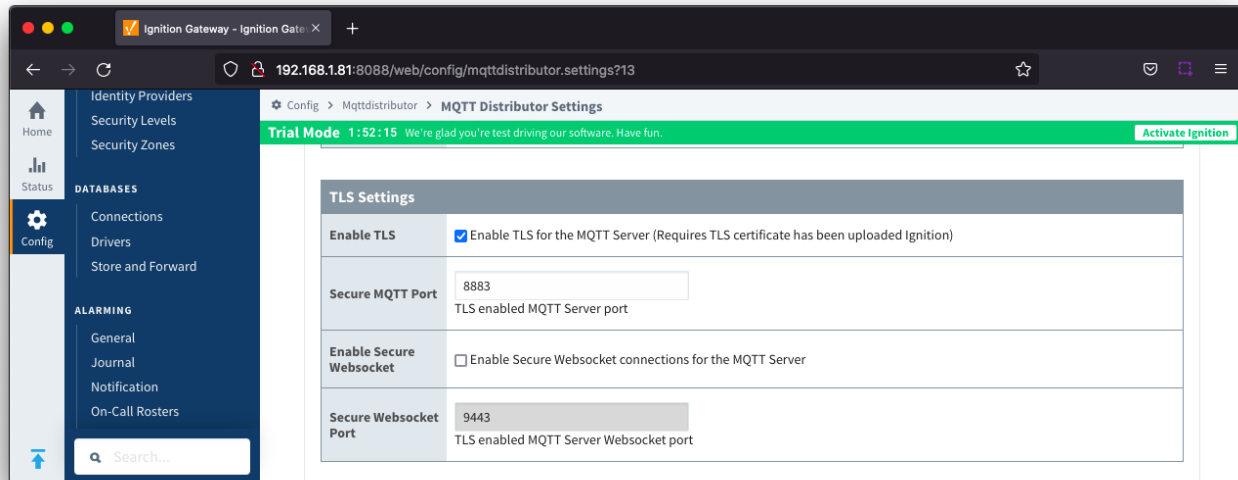 Ignition Gateway - Ignition Gate
192.168.1.81:8088/web/config/mqttdistributor.settings?13
Home
Status
Config
Identity Providers
Security Levels
Security Zones
DATABASES
Connections
Drivers
Store and Forward
ALARMING
General
Journal
Notification
On-Call Rosters
Search...
Config > Mqttdistributor > MQTT Distributor Settings
Trial Mode 1:52:15 We're glad you're test driving our software. Have fun.
Activate Ignition
TLS Settings
Enable TLS
Enable TLS for the MQTT Server (Requires TLS certificate has been uploaded Ignition)
Secure MQTT Port
8883
TLS enabled MQTT Server port
Enable Secure
Websocket
Enable Secure Websocket connections for the MQTT Server
Secure Websocket
Port
9443
TLS enabled MQTT Server Websocket port